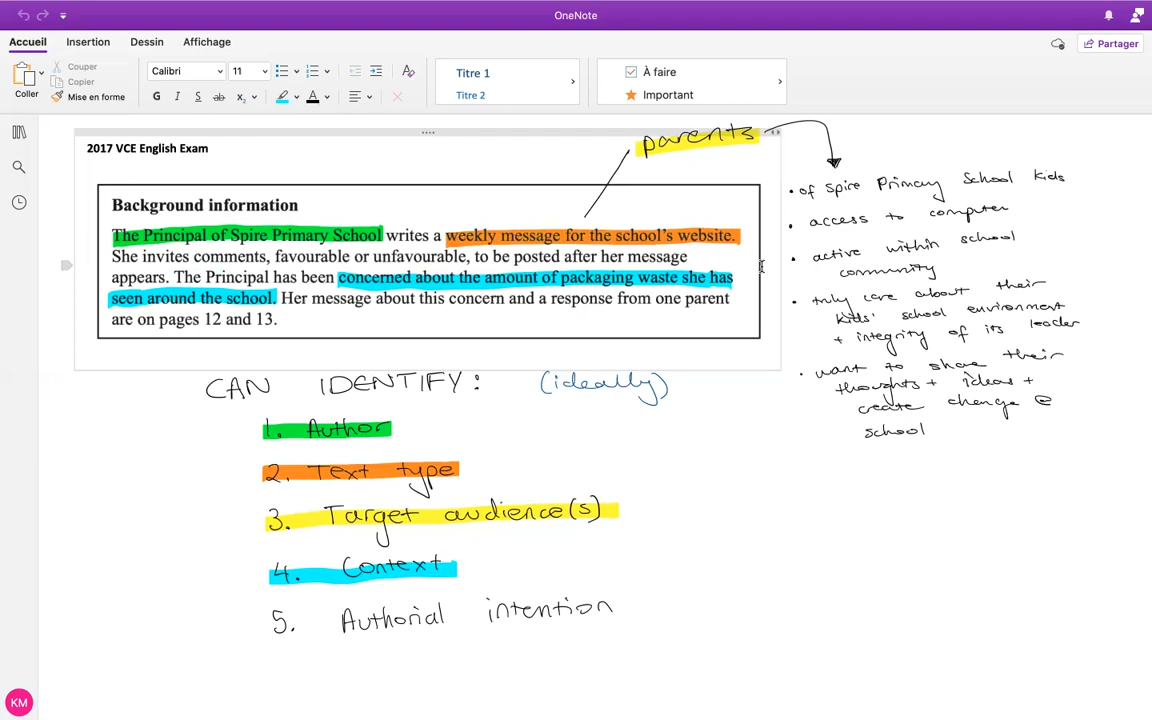 OneNote
Accueil Insertion Dessin Affichage
Partager
Coller
Couper
Copier
Mise en forme
Calibri 11
G I S ab x₂ A
Titre 1
Titre 2
À faire
Important
2017 VCE English Exam
parents
Background information
The Principal of Spire Primary School writes a weekly message for the school's website.
She invites comments, favourable or unfavourable, to be posted after her message
appears. The Principal has been concerned about the amount of packaging waste she has
seen around the school. Her message about this concern and a response from one parent
are on pages 12 and 13.
• of Spire Primary School kids
• access to computer
• active within school
community
• truly care about their
kids' school environment
+ integrity of its leader
• want to share their
thoughts + ideas +
create change @
school
CAN IDENTIFY: (ideally)
1. Author
2. Text type
3. Target audience(s)
4. Context
5. Authorial intention
KM